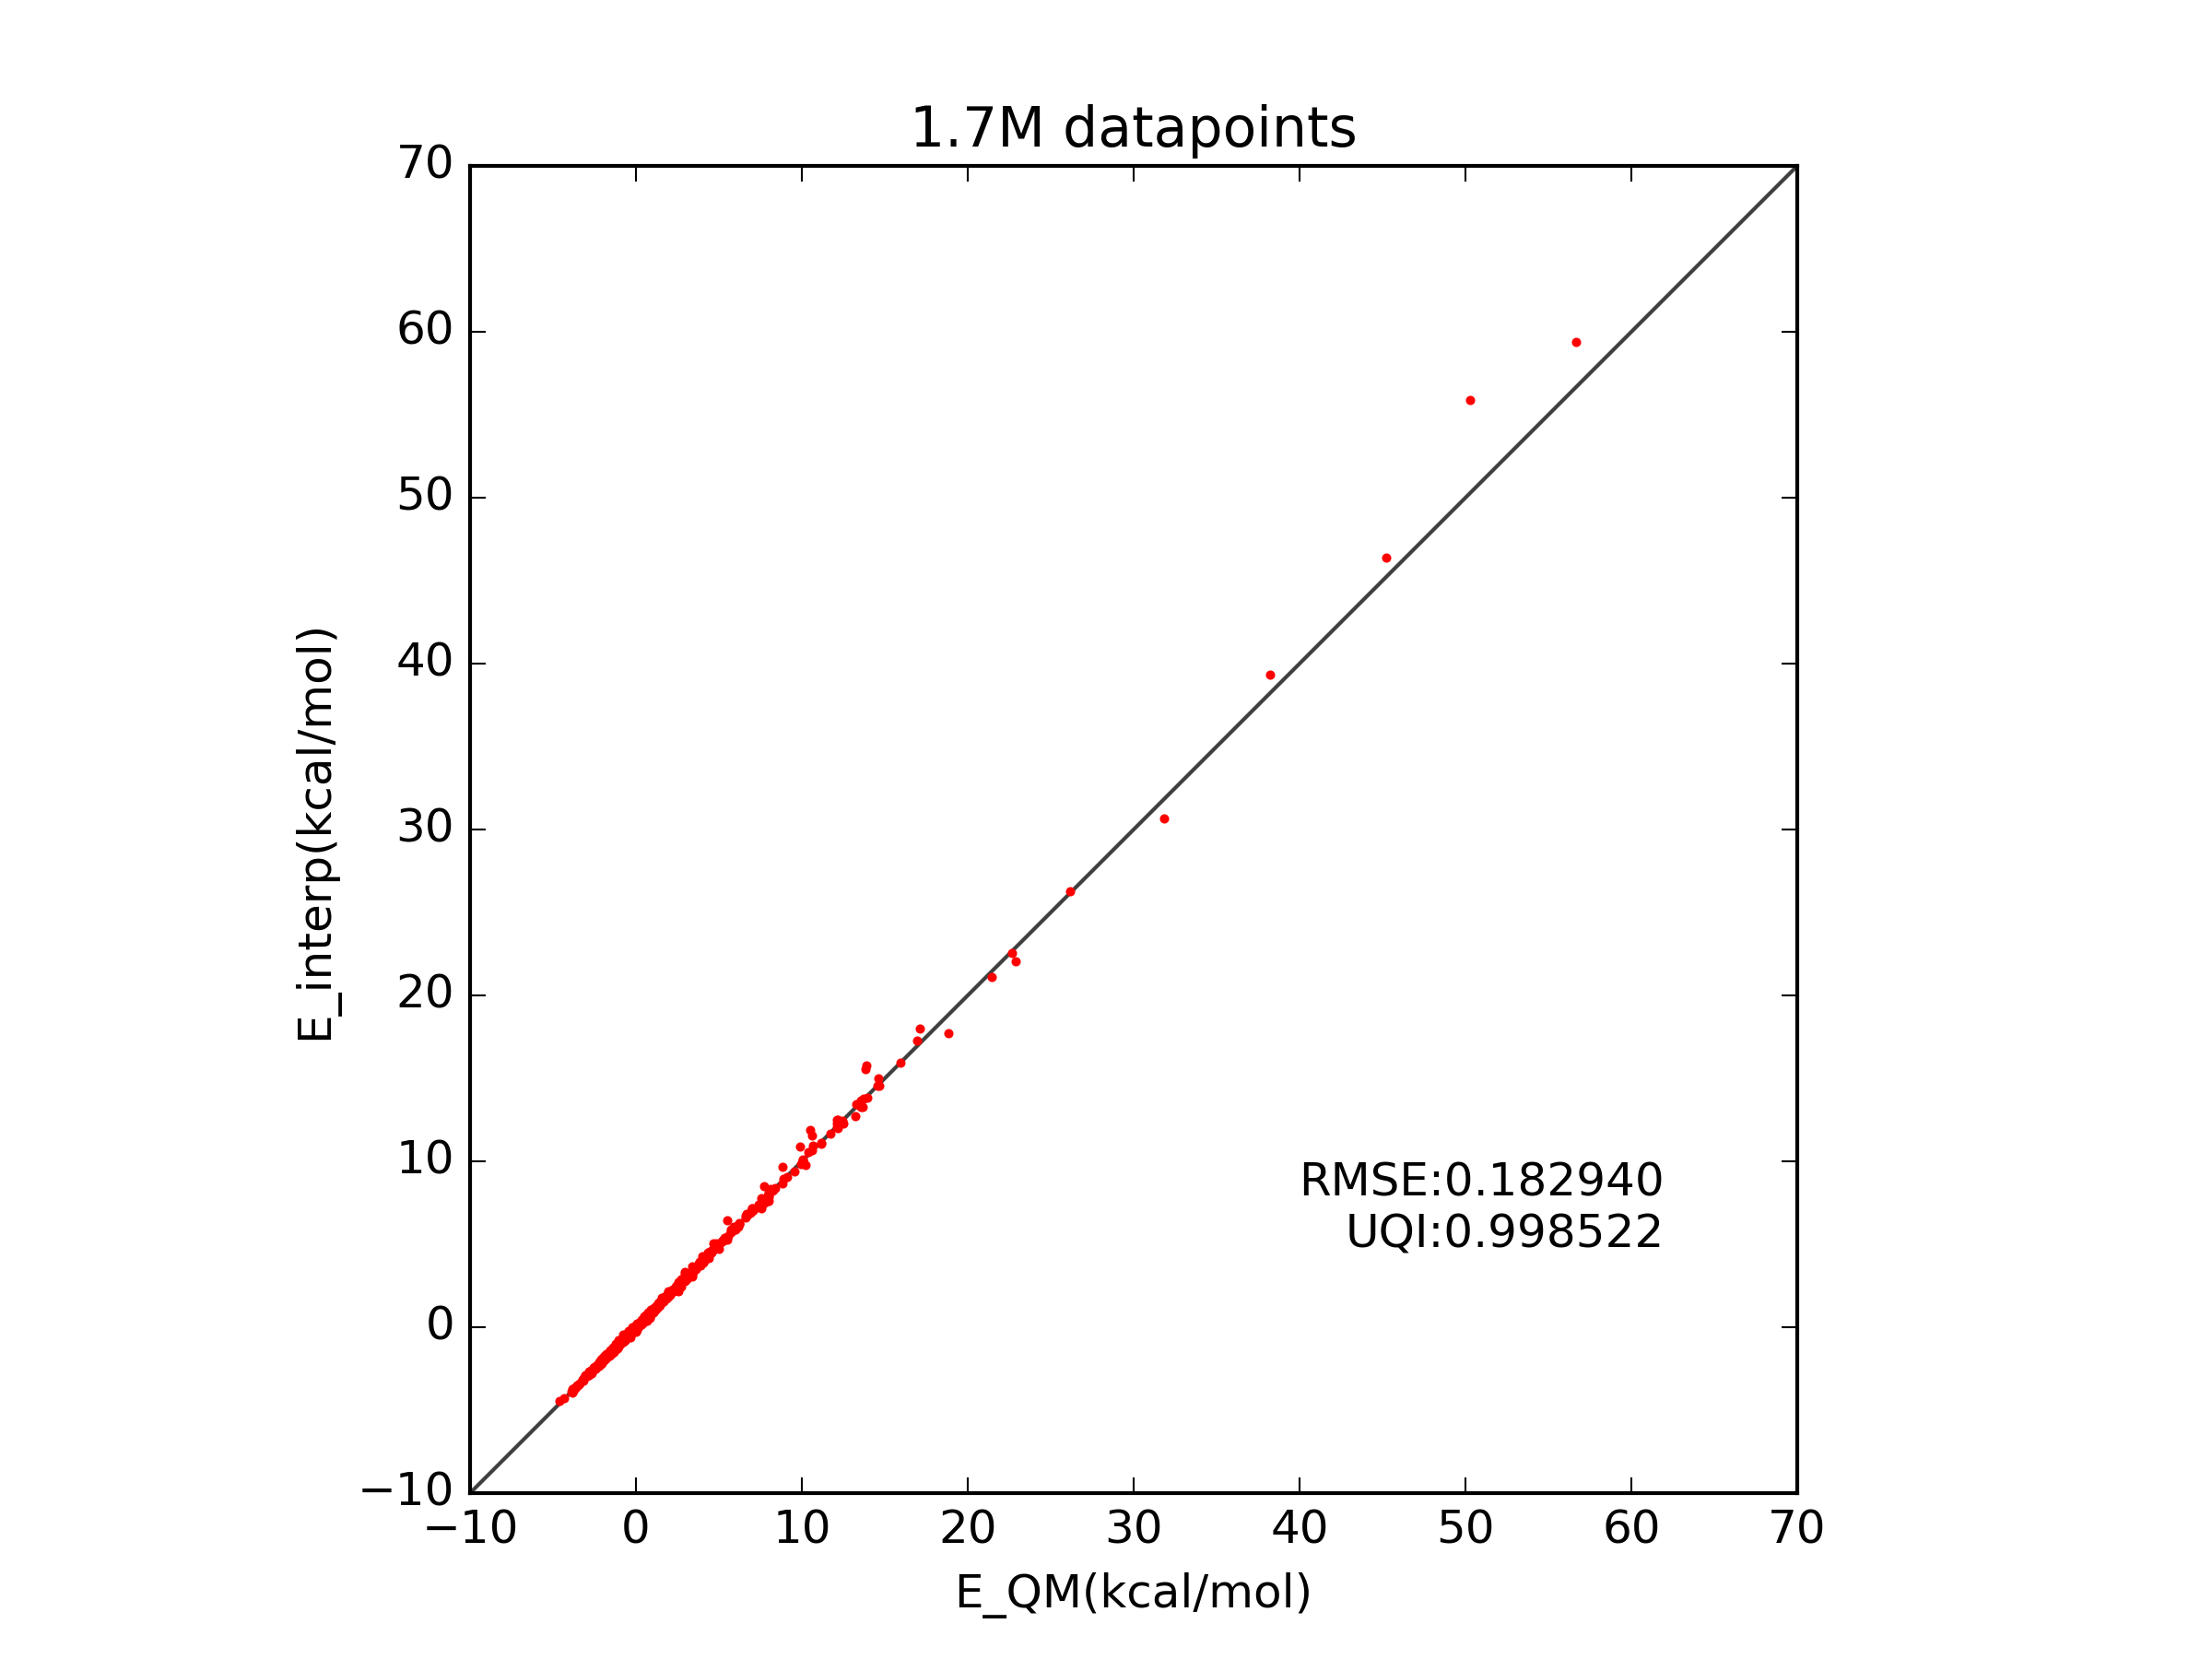 1.7M datapoints
70
60
50
40
30
20
10
0
−10
E_interp(kcal/mol)
RMSE:0.182940
UQI:0.998522
−10 0 10 20 30 40 50 60 70
E_QM(kcal/mol)